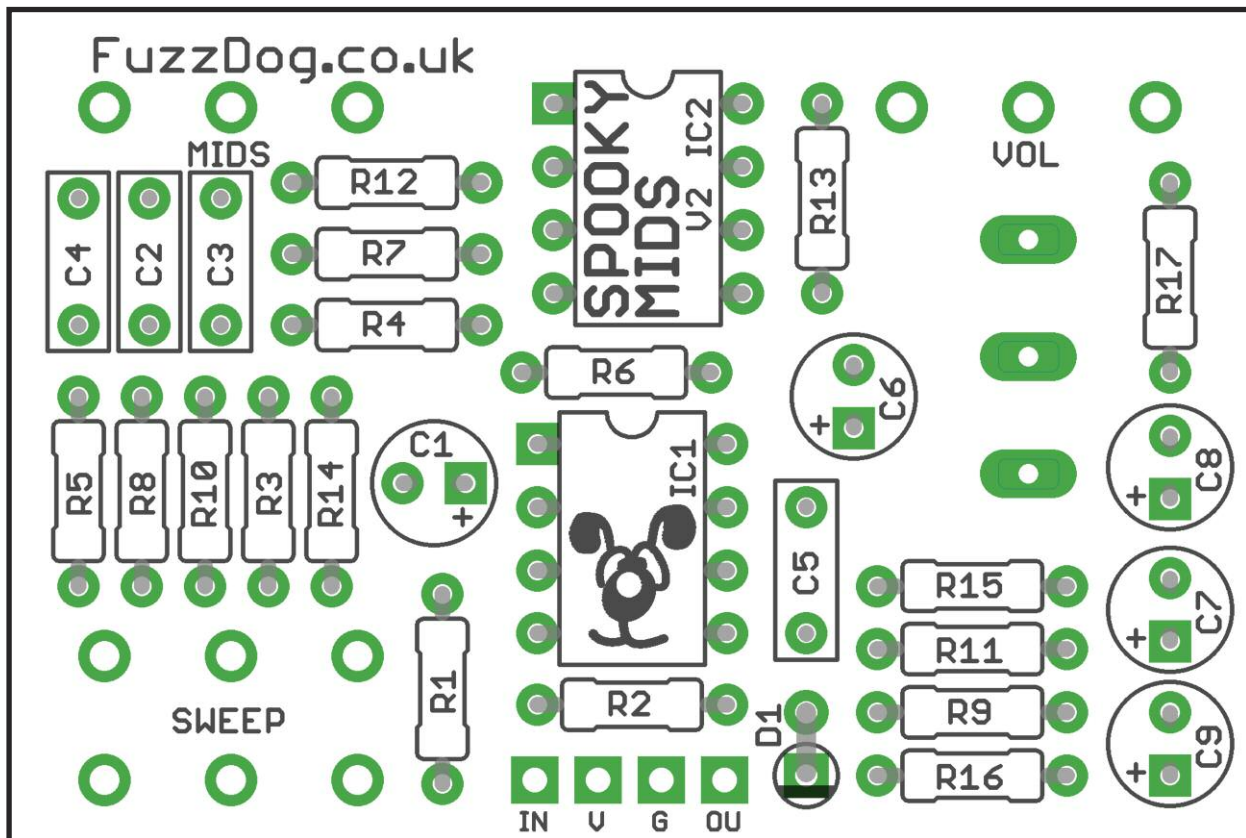 FuzzDog.co.uk
MIDS
VOL
SPOOKY
MIDS
V2
IC2
R12
R7
R4
R13
R17
C4
C2
C3
R6
C6
C1
IC1
C8
R5
R8
R10
R3
R14
C5
R15
R11
R9
R16
C7
C9
R1
R2
D1
SWEEP
IN V G OU
+
+
+
+
+